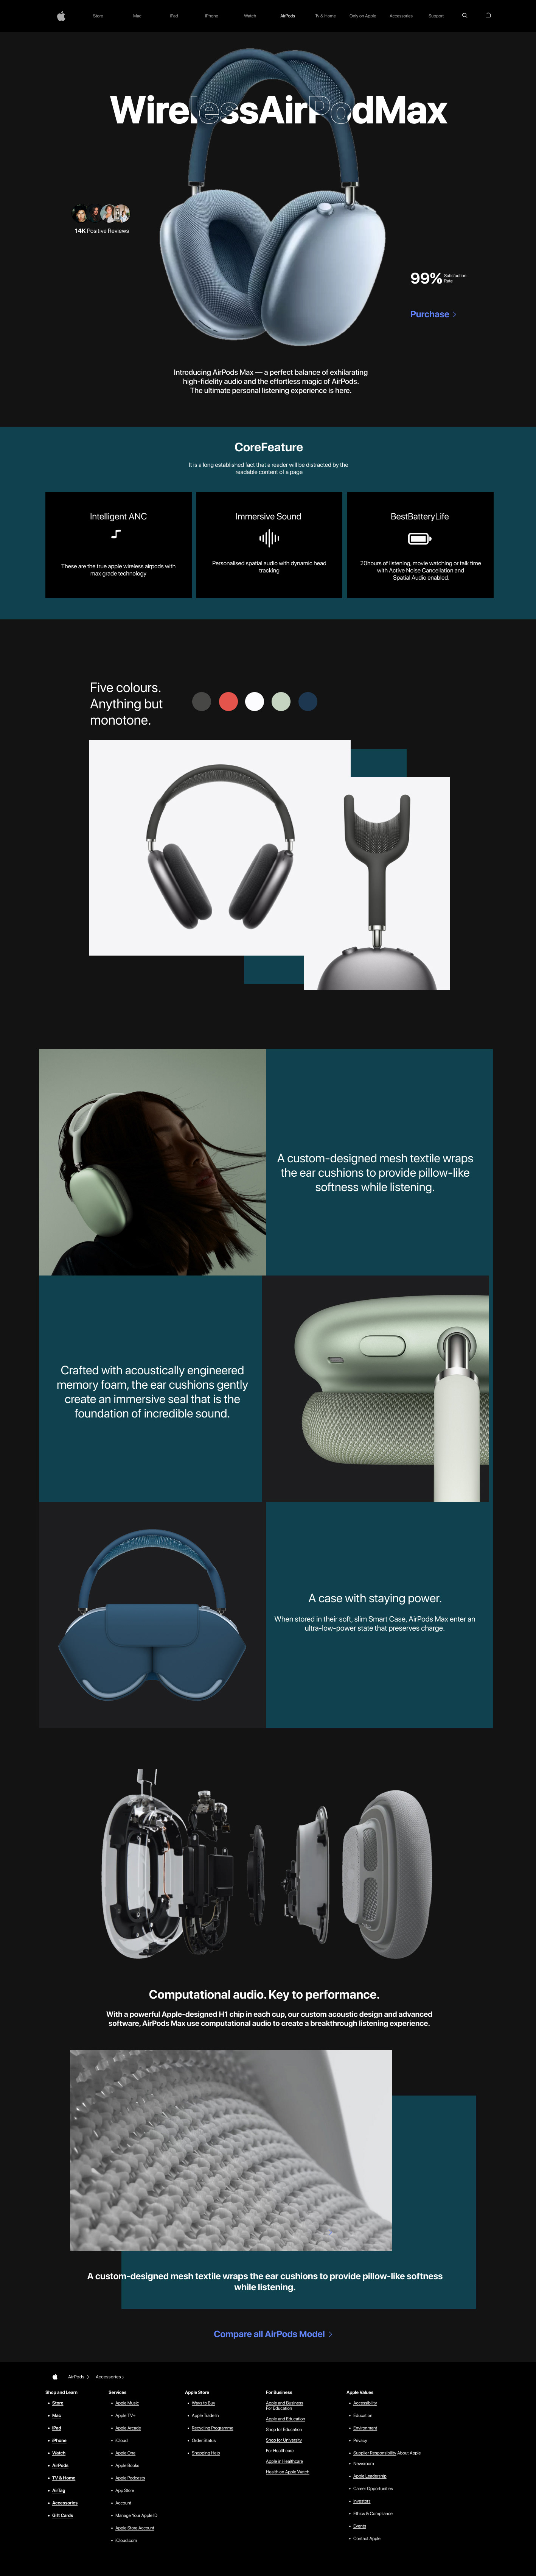 Store Mac iPad iPhone Watch AirPods Tv & Home Only on Apple Accessories Support
WirelessAirPodMax
14K Positive Reviews
99% Satisfaction
Rate
Purchase
Introducing AirPods Max — a perfect balance of exhilarating
high-fidelity audio and the effortless magic of AirPods.
The ultimate personal listening experience is here.
CoreFeature
It is a long established fact that a reader will be distracted by the
readable content of a page
Intelligent ANC
These are the true apple wireless airpods with
max grade technology
Immersive Sound
Personalised spatial audio with dynamic head
tracking
BestBatteryLife
20hours of listening, movie watching or talk time
with Active Noise Cancellation and
Spatial Audio enabled.
Five colours.
Anything but
monotone.
A custom-designed mesh textile wraps
the ear cushions to provide pillow-like
softness while listening.
Crafted with acoustically engineered
memory foam, the ear cushions gently
create an immersive seal that is the
foundation of incredible sound.
A case with staying power.
When stored in their soft, slim Smart Case, AirPods Max enter an
ultra-low-power state that preserves charge.
Computational audio. Key to performance.
With a powerful Apple-designed H1 chip in each cup, our custom acoustic design and advanced
software, AirPods Max use computational audio to create a breakthrough listening experience.
A custom-designed mesh textile wraps the ear cushions to provide pillow-like softness
while listening.
Compare all AirPods Model
AirPods Accessories
Shop and Learn
Store
Mac
iPad
iPhone
Watch
AirPods
TV & Home
AirTag
Accessories
Gift Cards
Services
Apple Music
Apple TV+
Apple Arcade
iCloud
Apple One
Apple Books
Apple Podcasts
App Store
Account
Manage Your Apple ID
Apple Store Account
iCloud.com
Apple Store
Ways to Buy
Apple Trade In
Recycling Programme
Order Status
Shopping Help
For Business
Apple and Business
For Education
Apple and Education
Shop for Education
Shop for University
For Healthcare
Apple in Healthcare
Health on Apple Watch
Apple Values
Accessibility
Education
Environment
Privacy
Supplier Responsibility About Apple
Newsroom
Apple Leadership
Career Opportunities
Investors
Ethics & Compliance
Events
Contact Apple